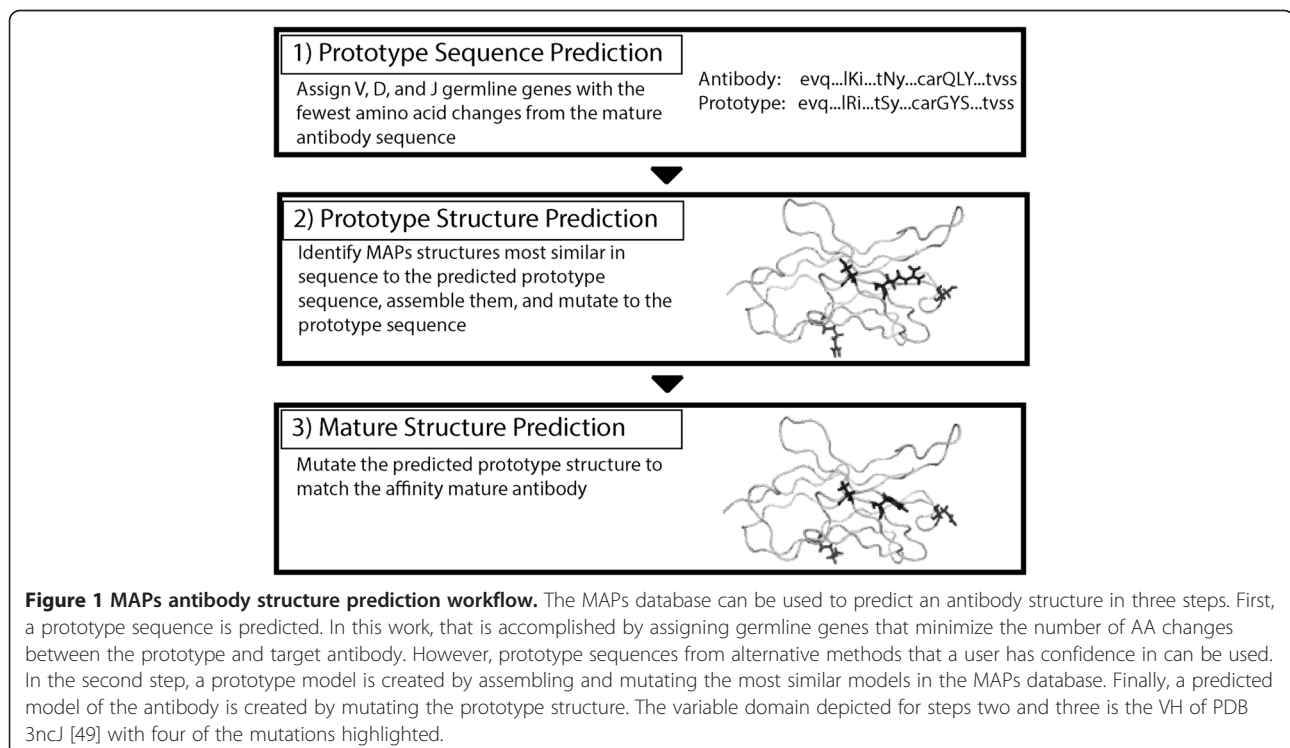 1) Prototype Sequence Prediction
Assign V, D, and J germline genes with the
fewest amino acid changes from the mature
antibody sequence
Antibody: evq...lKi...tNy...carQLY...tvss
Prototype: evq...lRi...tSy...carGYS...tvss
2) Prototype Structure Prediction
Identify MAPs structures most similar in
sequence to the predicted prototype
sequence, assemble them, and mutate to the
prototype sequence
3) Mature Structure Prediction
Mutate the predicted prototype structure to
match the affinity mature antibody
Figure 1 MAPs antibody structure prediction workflow. The MAPs database can be used to predict an antibody structure in three steps. First,
a prototype sequence is predicted. In this work, that is accomplished by assigning germline genes that minimize the number of AA changes
between the prototype and target antibody. However, prototype sequences from alternative methods that a user has confidence in can be used.
In the second step, a prototype model is created by assembling and mutating the most similar models in the MAPs database. Finally, a predicted
model of the antibody is created by mutating the prototype structure. The variable domain depicted for steps two and three is the VH of PDB
3ncJ [49] with four of the mutations highlighted.